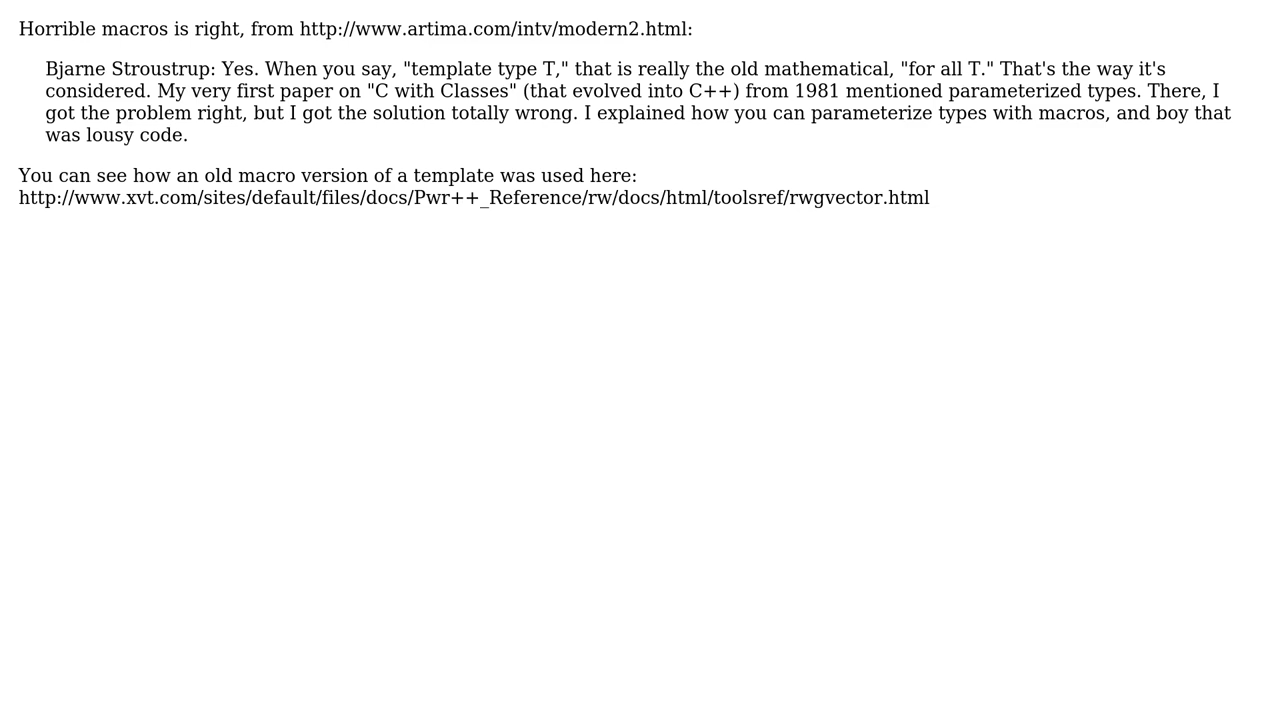 Horrible macros is right, from http://www.artima.com/intv/modern2.html:
Bjarne Stroustrup: Yes. When you say, "template type T," that is really the old mathematical, "for all T." That's the way it's
considered. My very first paper on "C with Classes" (that evolved into C++) from 1981 mentioned parameterized types. There, I
got the problem right, but I got the solution totally wrong. I explained how you can parameterize types with macros, and boy that
was lousy code.
You can see how an old macro version of a template was used here:
http://www.xvt.com/sites/default/files/docs/Pwr++_Reference/rw/docs/html/toolsref/rwgvector.html